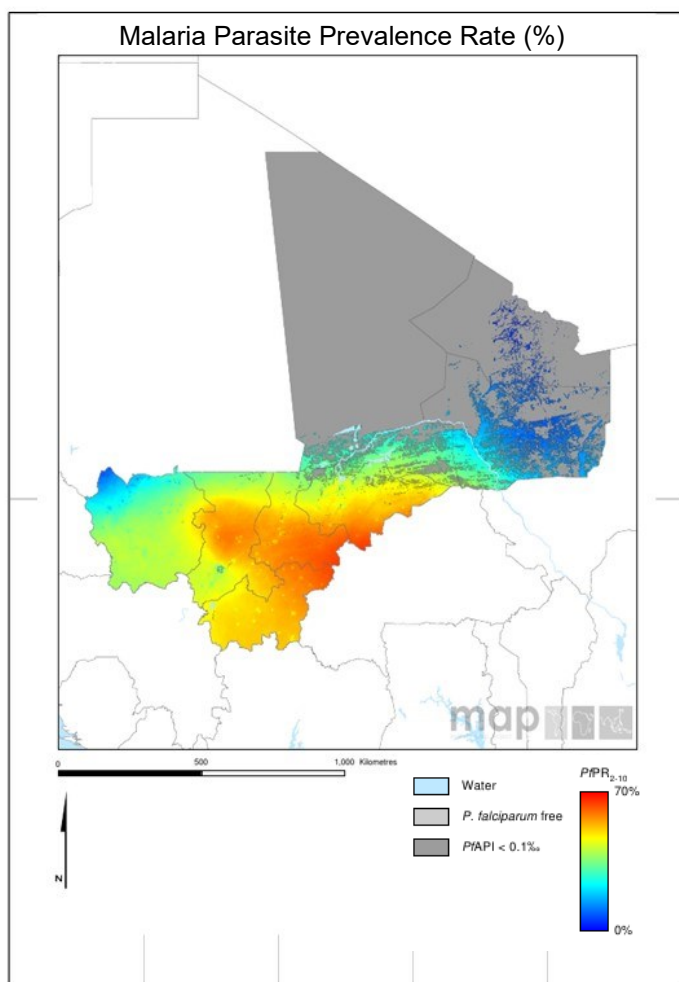 Malaria Parasite Prevalence Rate (%)
map
0 500 1,000 Kilometres
N
Water
P. falciparum free
PfAPI < 0.1‰
PfPR2-10
70%
0%